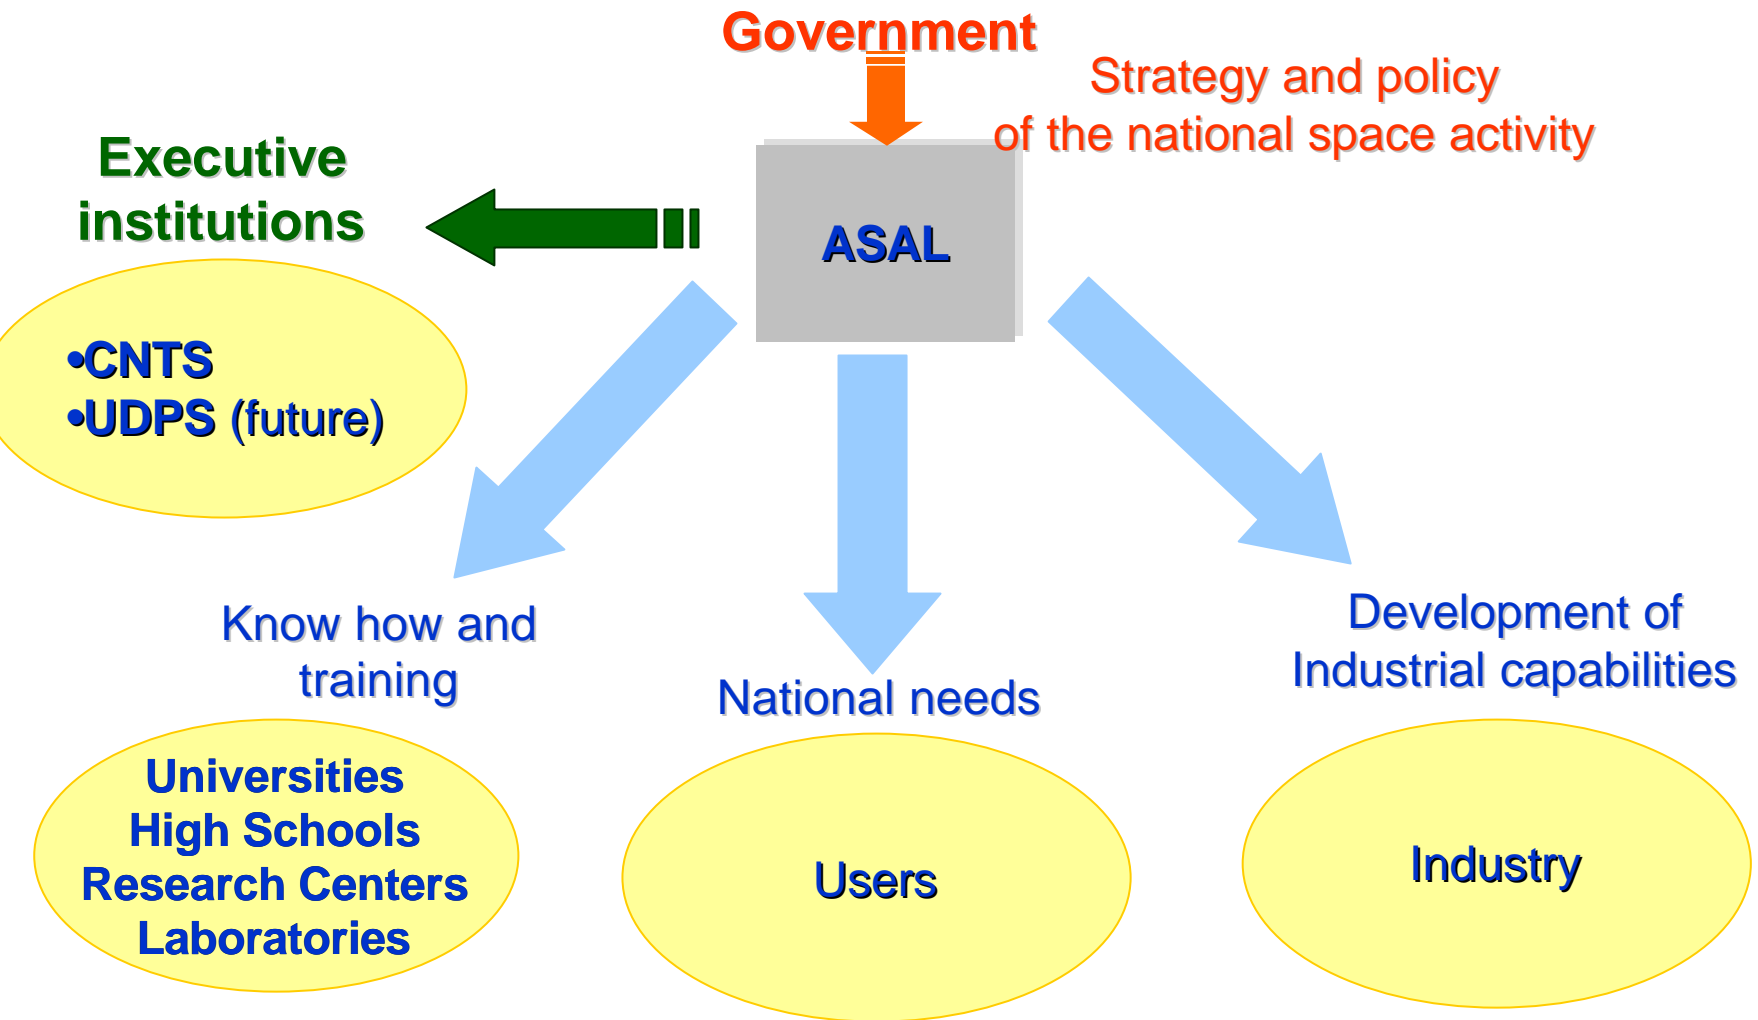 Government
Strategy and policy
of the national space activity
Executive
institutions
ASAL
•CNTS
•UDPS (future)
Know how and
training
National needs
Development of
Industrial capabilities
Universities
High Schools
Research Centers
Laboratories
Users
Industry